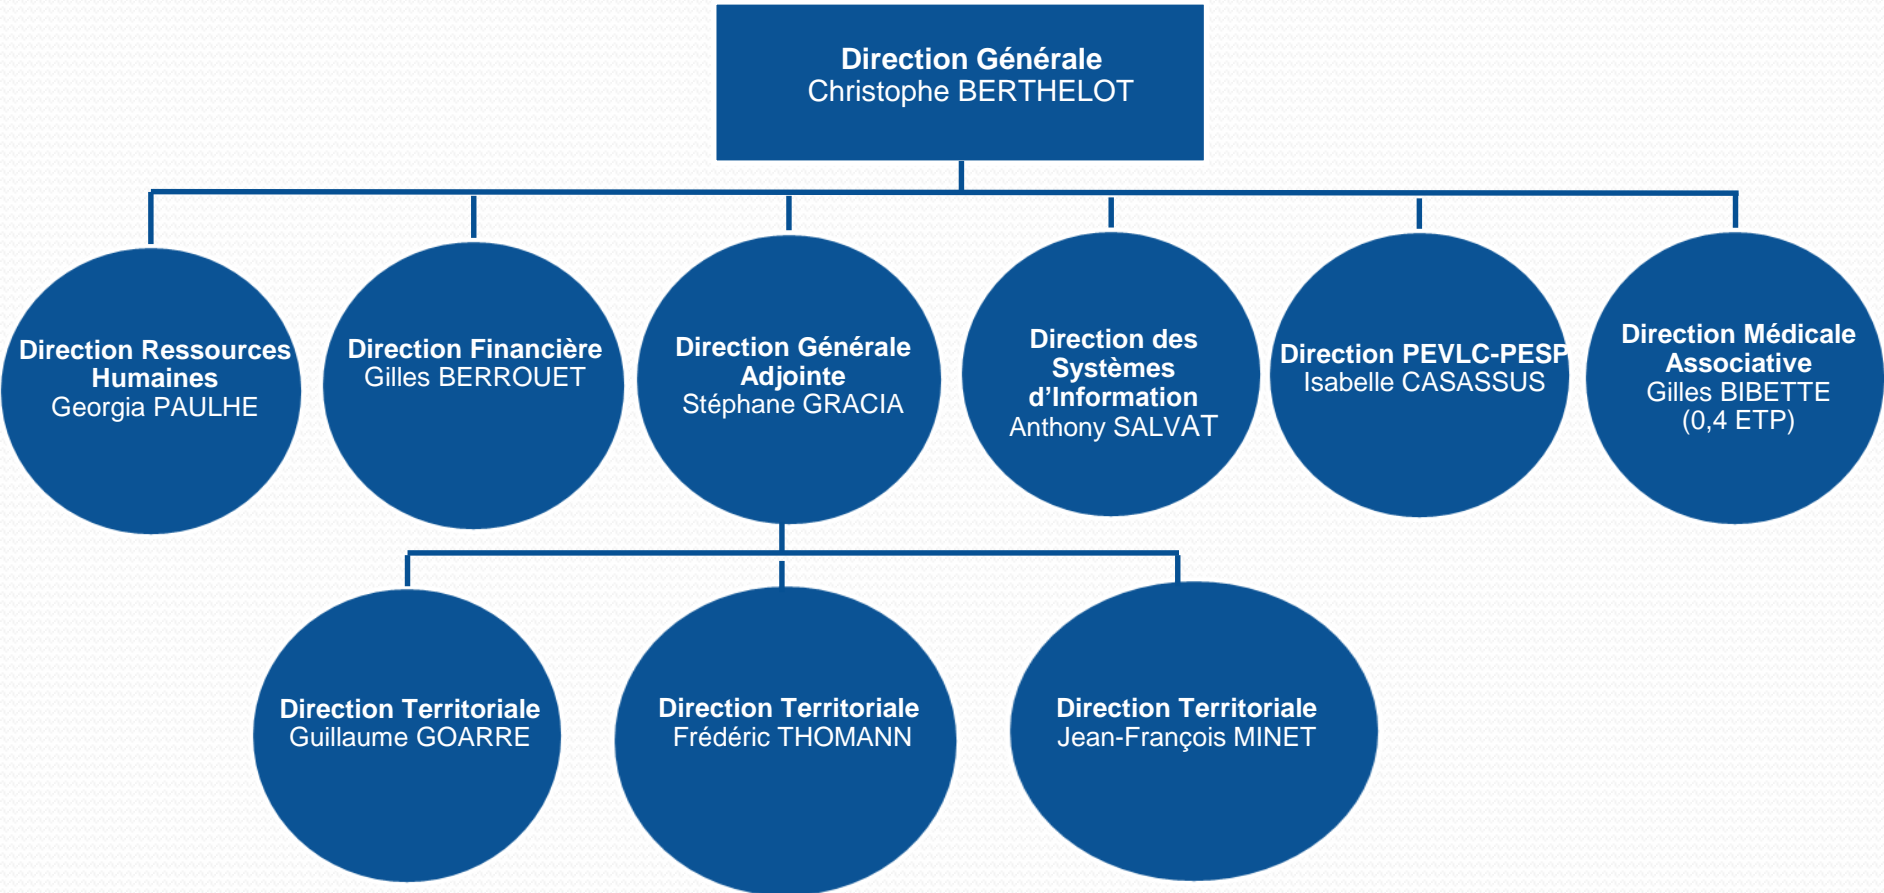 Direction Générale
Christophe BERTHELOT
Direction Ressources
Humaines
Georgia PAULHE
Direction Financière
Gilles BERROUET
Direction Générale
Adjointe
Stéphane GRACIA
Direction des
Systèmes
d’Information
Anthony SALVAT
Direction PEVLC-PESP
Isabelle CASASSUS
Direction Médicale
Associative
Gilles BIBETTE
(0,4 ETP)
Direction Territoriale
Guillaume GOARRE
Direction Territoriale
Frédéric THOMANN
Direction Territoriale
Jean-François MINET